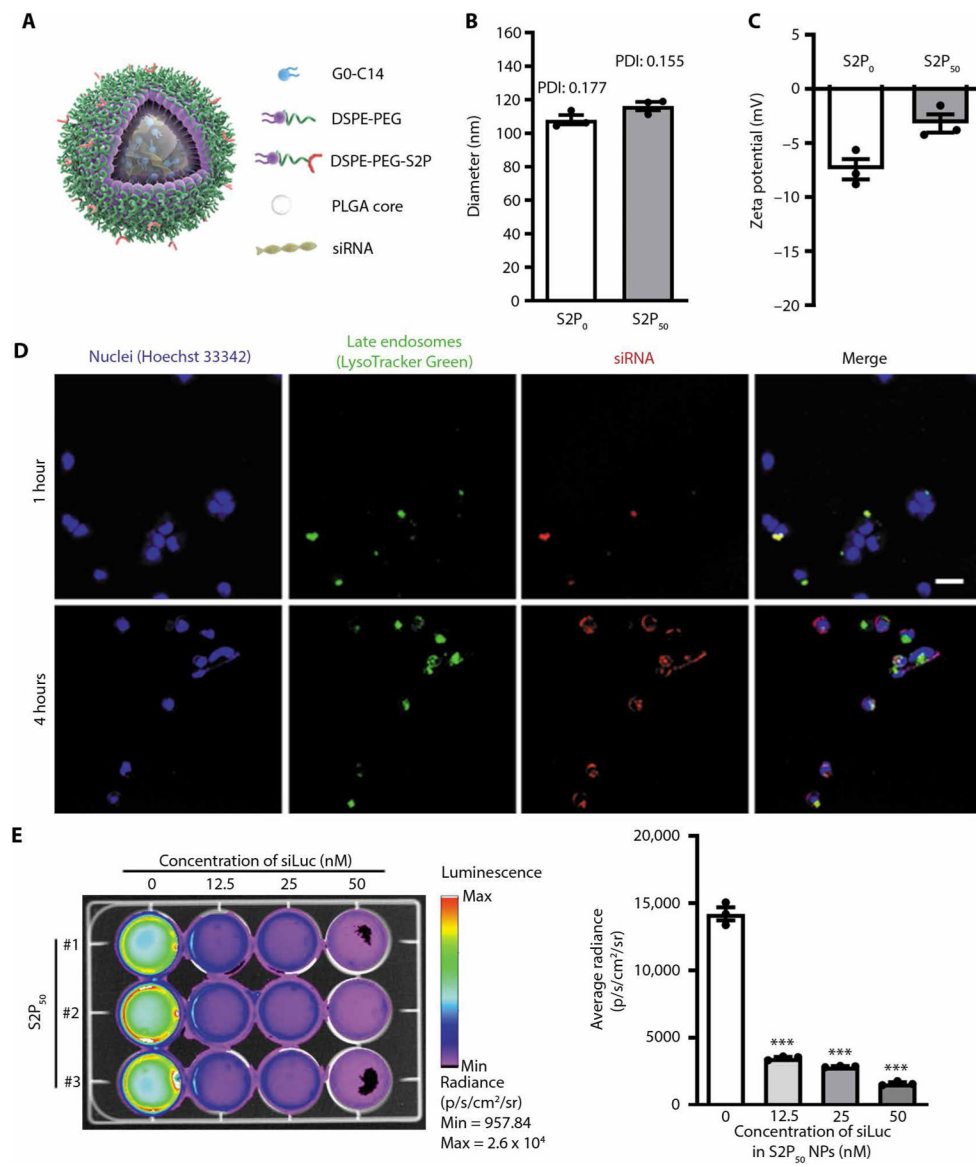 A
G0-C14
DSPE-PEG
DSPE-PEG-S2P
PLGA core
siRNA
B
Diameter (nm)
160
140
120
100
80
60
40
20
0
PDI: 0.177
PDI: 0.155
S2P₀
S2P₅₀
C
Zeta potential (mV)
5
0
–5
–10
–15
–20
S2P₀
S2P₅₀
D
Nuclei (Hoechst 33342)
Late endosomes
(LysoTracker Green)
siRNA
Merge
1 hour
4 hours
E
Concentration of siLuc (nM)
0 12.5 25 50
S2P₅₀
#1
#2
#3
Luminescence
Max
Min
Radiance
(p/s/cm²/sr)
Min = 957.84
Max = 2.6 x 10⁴
Average radiance
(p/s/cm²/sr)
20,000
15,000
10,000
5000
0
***
***
***
0 12.5 25 50
Concentration of siLuc
in S2P₅₀ NPs (nM)